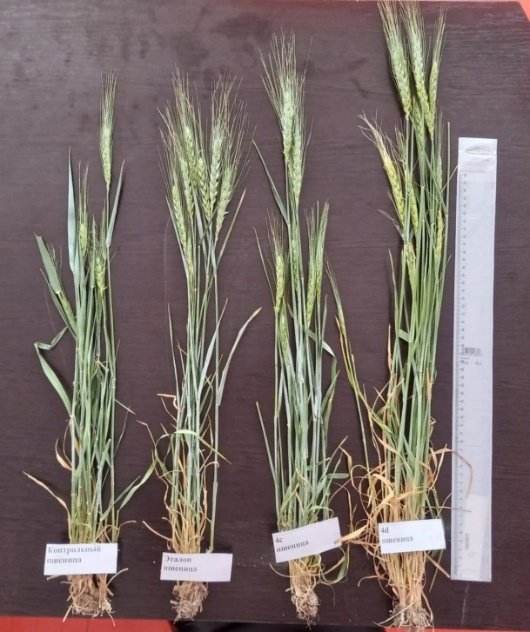 Контрольный
пшеница
Эталон
пшеница
4c
пшеница
4d
пшеница